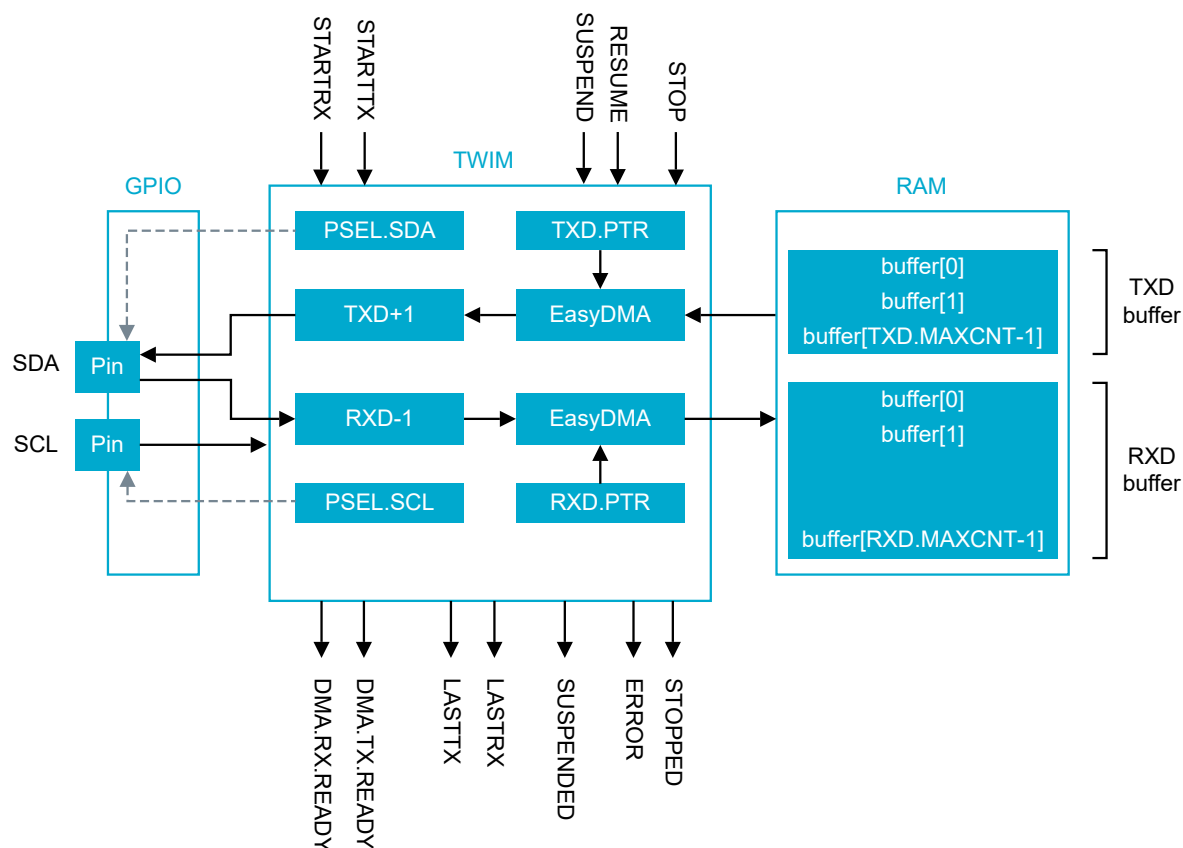 STARTRX
STARTTX
SUSPEND
RESUME
STOP
GPIO
TWIM
RAM
PSEL.SDA
TXD.PTR
buffer[0]
buffer[1]
buffer[TXD.MAXCNT-1]
TXD
buffer
TXD+1
EasyDMA
SDA
Pin
RXD-1
EasyDMA
buffer[0]
buffer[1]
SCL
Pin
RXD
buffer
PSEL.SCL
RXD.PTR
buffer[RXD.MAXCNT-1]
DMA.RX.READY
DMA.TX.READY
LASTTX
LASTRX
SUSPENDED
ERROR
STOPPED